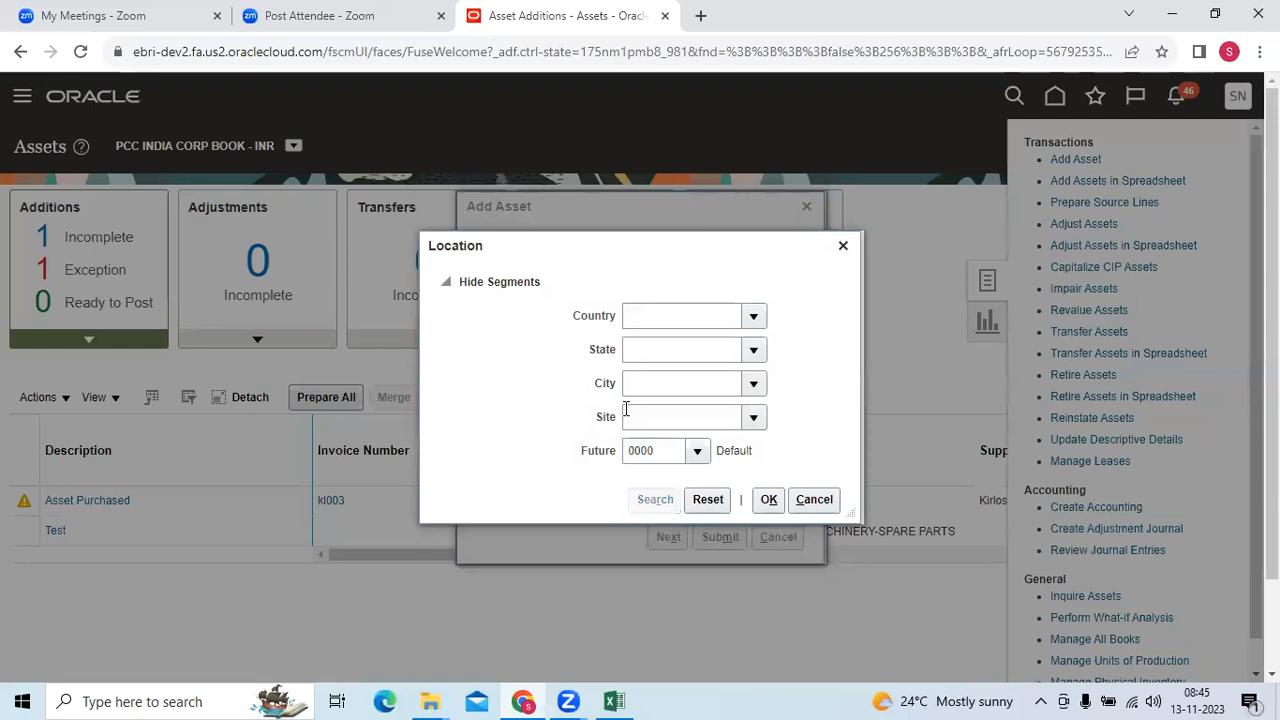 My Meetings - Zoom
Post Attendee - Zoom
Asset Additions - Assets - Oracle
ebri-dev2.fa.us2.oraclecloud.com/fscmUI/faces/FuseWelcome?_adf.ctrl-state=175nm1pmb8_981&fnd=%3B%3B%3B%3Bfalse%3B256%3B%3B%3B&_afrLoop=56792535...
S
ORACLE
46
SN
Assets
PCC INDIA CORP BOOK - INR
Additions
1 Incomplete
1 Exception
0 Ready to Post
Adjustments
0
Incomplete
Transfers
Inco
Add Asset
Location
Hide Segments
Country
State
City
Site
Future 0000 Default
Search Reset | OK Cancel
Next Submit Cancel
Actions View Detach Prepare All Merge
Description Invoice Number Supp
Asset Purchased kl003 Kirlos
Test CHINERY-SPARE PARTS
Transactions
Add Asset
Add Assets in Spreadsheet
Prepare Source Lines
Adjust Assets
Adjust Assets in Spreadsheet
Capitalize CIP Assets
Impair Assets
Revalue Assets
Transfer Assets
Transfer Assets in Spreadsheet
Retire Assets
Retire Assets in Spreadsheet
Reinstate Assets
Update Descriptive Details
Manage Leases
Accounting
Create Accounting
Create Adjustment Journal
Review Journal Entries
General
Inquire Assets
Perform What-if Analysis
Manage All Books
Manage Units of Production
Manage Physical Inventory
Type here to search
24°C Mostly sunny
08:45
13-11-2023
1